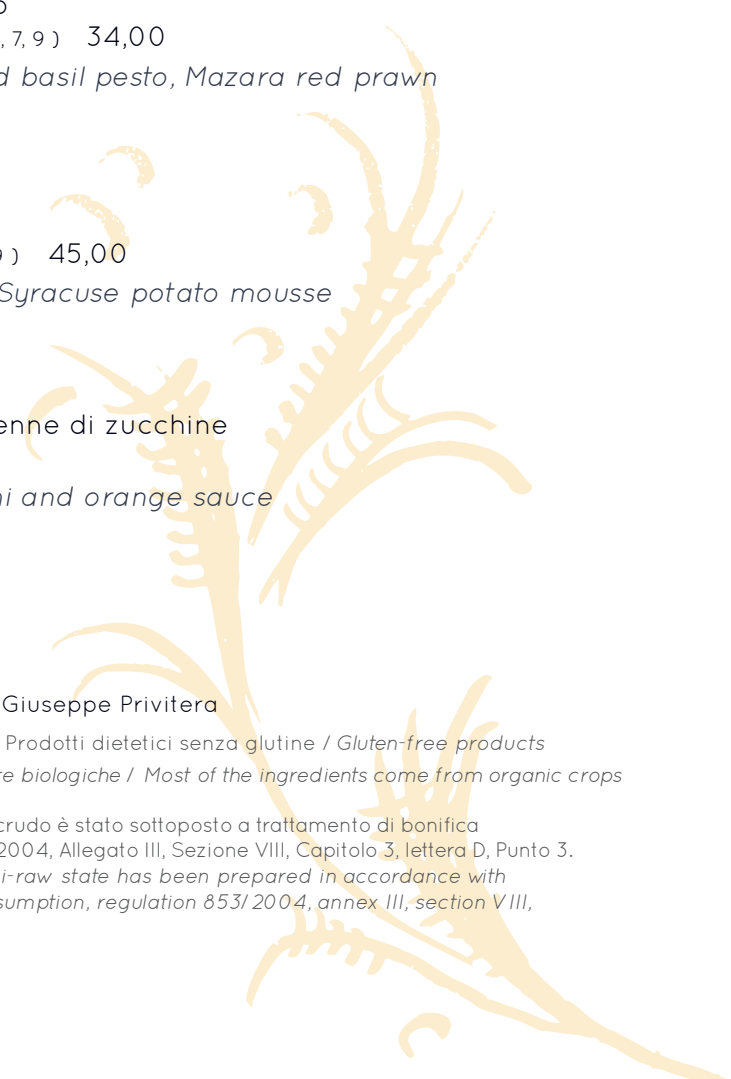 , 7, 9 ) 34,00
d basil pesto, Mazara red prawn
9 ) 45,00
Syracuse potato mousse
enne di zucchine
ni and orange sauce
Giuseppe Privitera
Prodotti dietetici senza glutine / Gluten-free products
re biologiche / Most of the ingredients come from organic crops
crudo è stato sottoposto a trattamento di bonifica
2004, Allegato III, Sezione VIII, Capitolo 3, lettera D, Punto 3.
i-raw state has been prepared in accordance with
sumption, regulation 853/2004, annex III, section VIII,